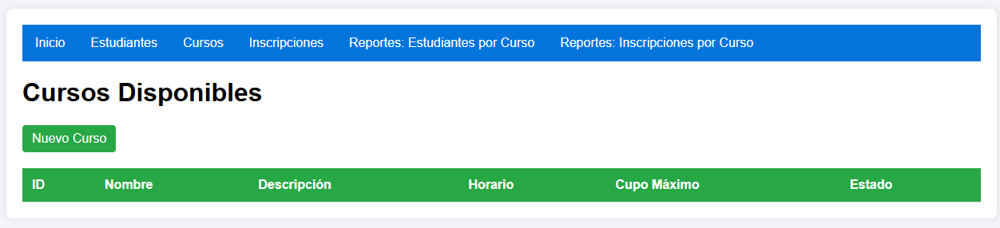 Inicio Estudiantes Cursos Inscripciones Reportes: Estudiantes por Curso Reportes: Inscripciones por Curso
Cursos Disponibles
Nuevo Curso
ID Nombre Descripción Horario Cupo Máximo Estado